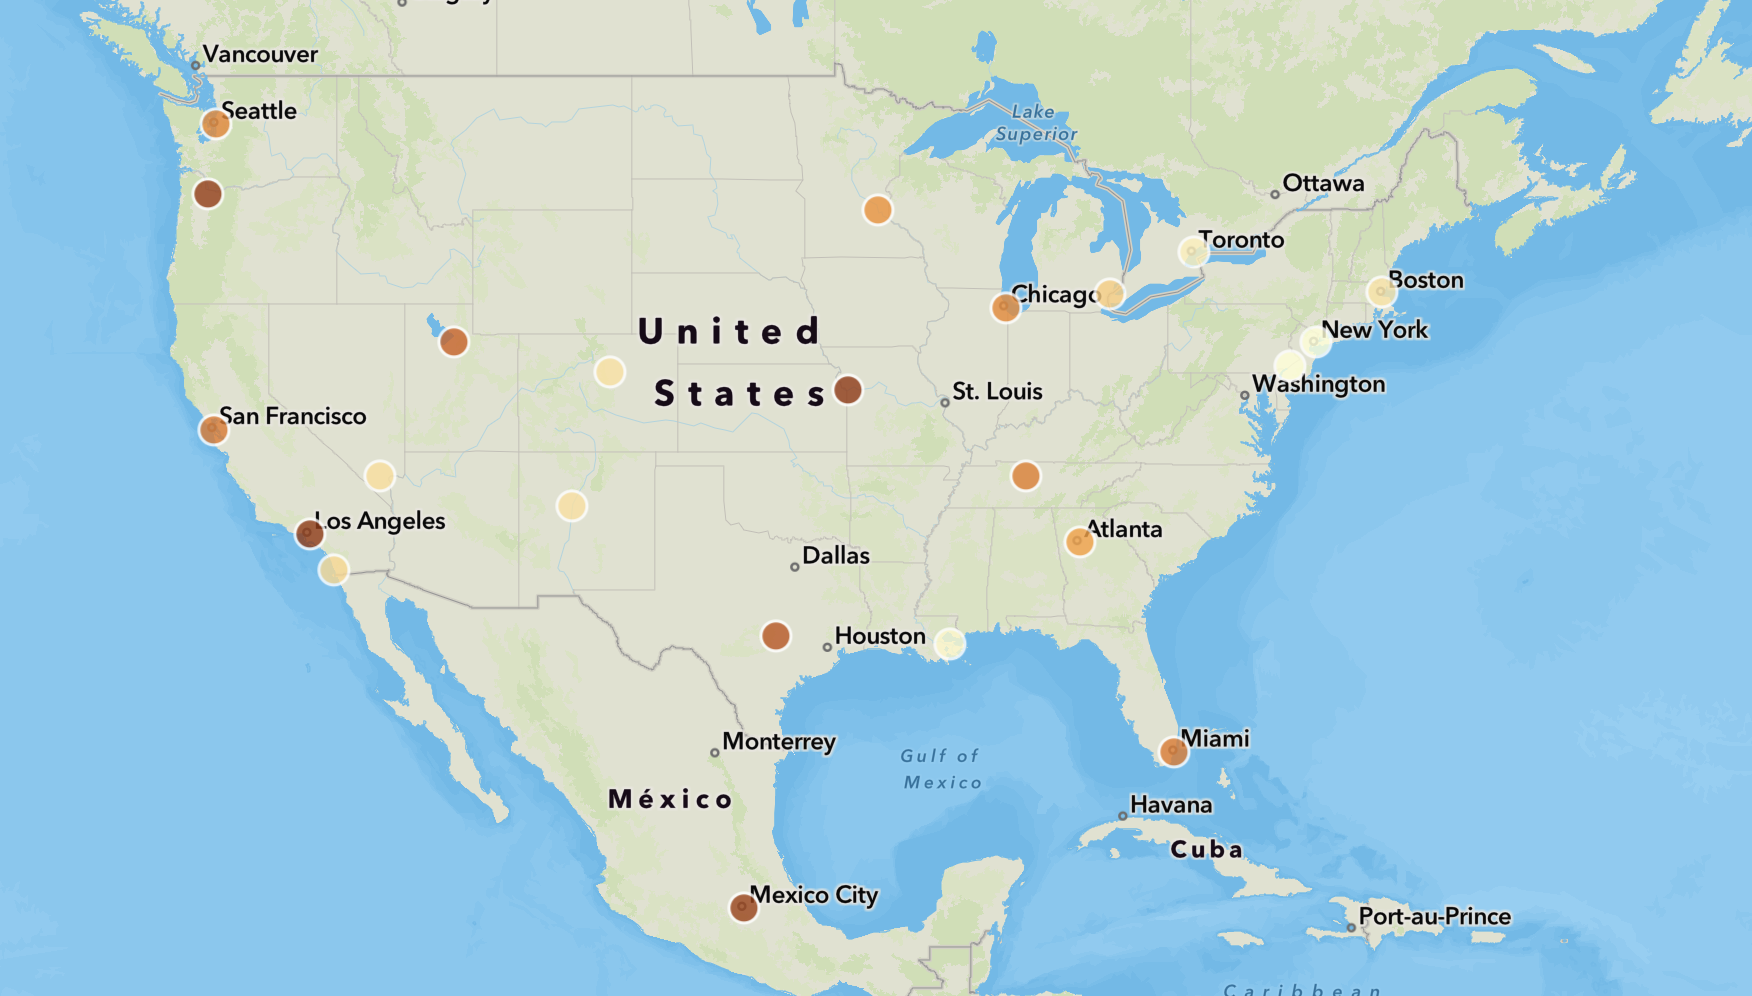 Vancouver
Seattle
Lake
Superior
Ottawa
Toronto
Boston
Chicago
United
New York
States
St. Louis
Washington
San Francisco
Los Angeles
Atlanta
Dallas
Houston
Miami
Monterrey
Gulf of
Mexico
México
Havana
Cuba
Mexico City
Port-au-Prince
Caribbean